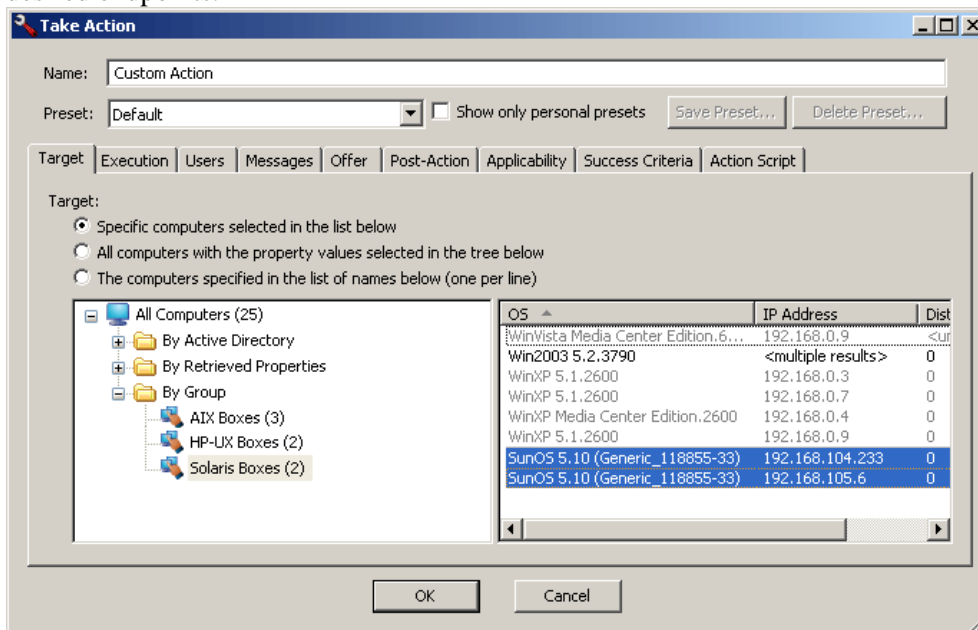 Take Action
Name: Custom Action
Preset: Default Show only personal presets Save Preset... Delete Preset...
Target Execution Users Messages Offer Post-Action Applicability Success Criteria Action Script
Target:
Specific computers selected in the list below
All computers with the property values selected in the tree below
The computers specified in the list of names below (one per line)
All Computers (25)
By Active Directory
By Retrieved Properties
By Group
AIX Boxes (3)
HP-UX Boxes (2)
Solaris Boxes (2)
OS IP Address Dist
WinVista Media Center Edition.6... 192.168.0.9 <ur
Win2003 5.2.3790 <multiple results> 0
WinXP 5.1.2600 192.168.0.3 0
WinXP 5.1.2600 192.168.0.7 0
WinXP Media Center Edition.2600 192.168.0.4 0
WinXP 5.1.2600 192.168.0.9 0
SunOS 5.10 (Generic_118855-33) 192.168.104.233 0
SunOS 5.10 (Generic_118855-33) 192.168.105.6 0
OK Cancel